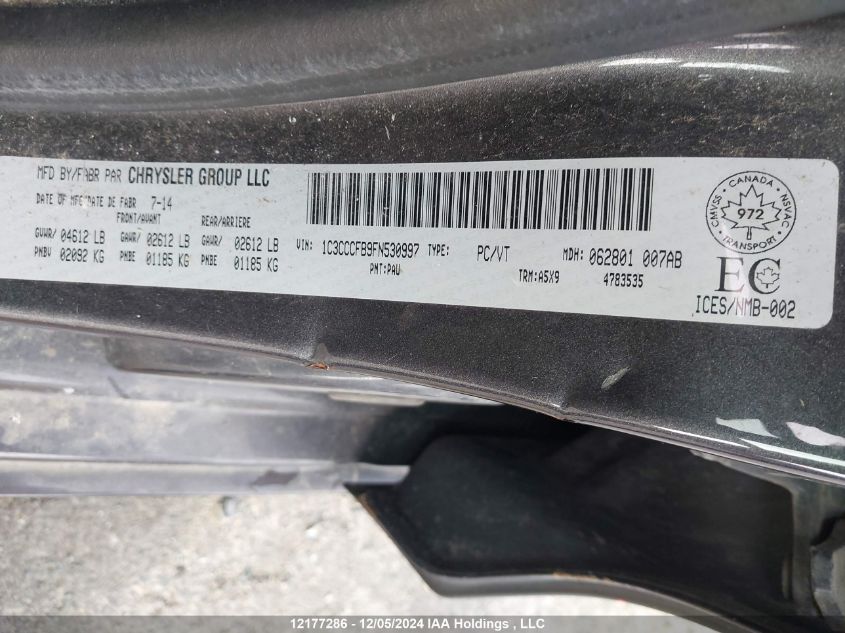 MFD BY/FABR PAR CHRYSLER GROUP LLC
DATE OF MFG/DATE DE FABR 7-14
FRONT/AVANT REAR/ARRIERE
GVWR/ 04612 LB GAWR/ 02612 LB GAWR/ 02612 LB
PNBV 02092 KG PNBE 01185 KG PNBE 01185 KG
VIN: 1C3CCCFB9FN530997 TYPE: PC/VT MDH: 062801 007AB
PNT:PAU TRM:A5X9 4783535
CANADA
CMVSS 972 NSVAC
TRANSPORT
EC
ICES/NMB-002
12177286 - 12/05/2024 IAA Holdings, LLC